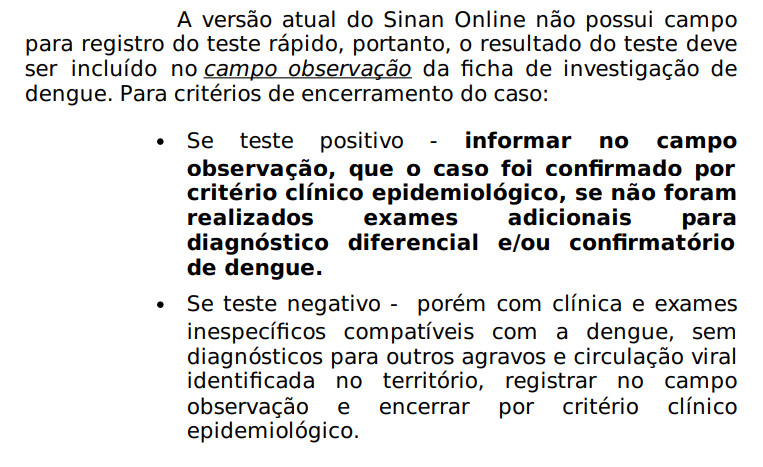 A versão atual do Sinan Online não possui campo
para registro do teste rápido, portanto, o resultado do teste deve
ser incluído no campo observação da ficha de investigação de
dengue. Para critérios de encerramento do caso:
• Se teste positivo - informar no campo
observação, que o caso foi confirmado por
critério clínico epidemiológico, se não foram
realizados exames adicionais para
diagnóstico diferencial e/ou confirmatório
de dengue.
• Se teste negativo - porém com clínica e exames
inespecíficos compatíveis com a dengue, sem
diagnósticos para outros agravos e circulação viral
identificada no território, registrar no campo
observação e encerrar por critério clínico
epidemiológico.